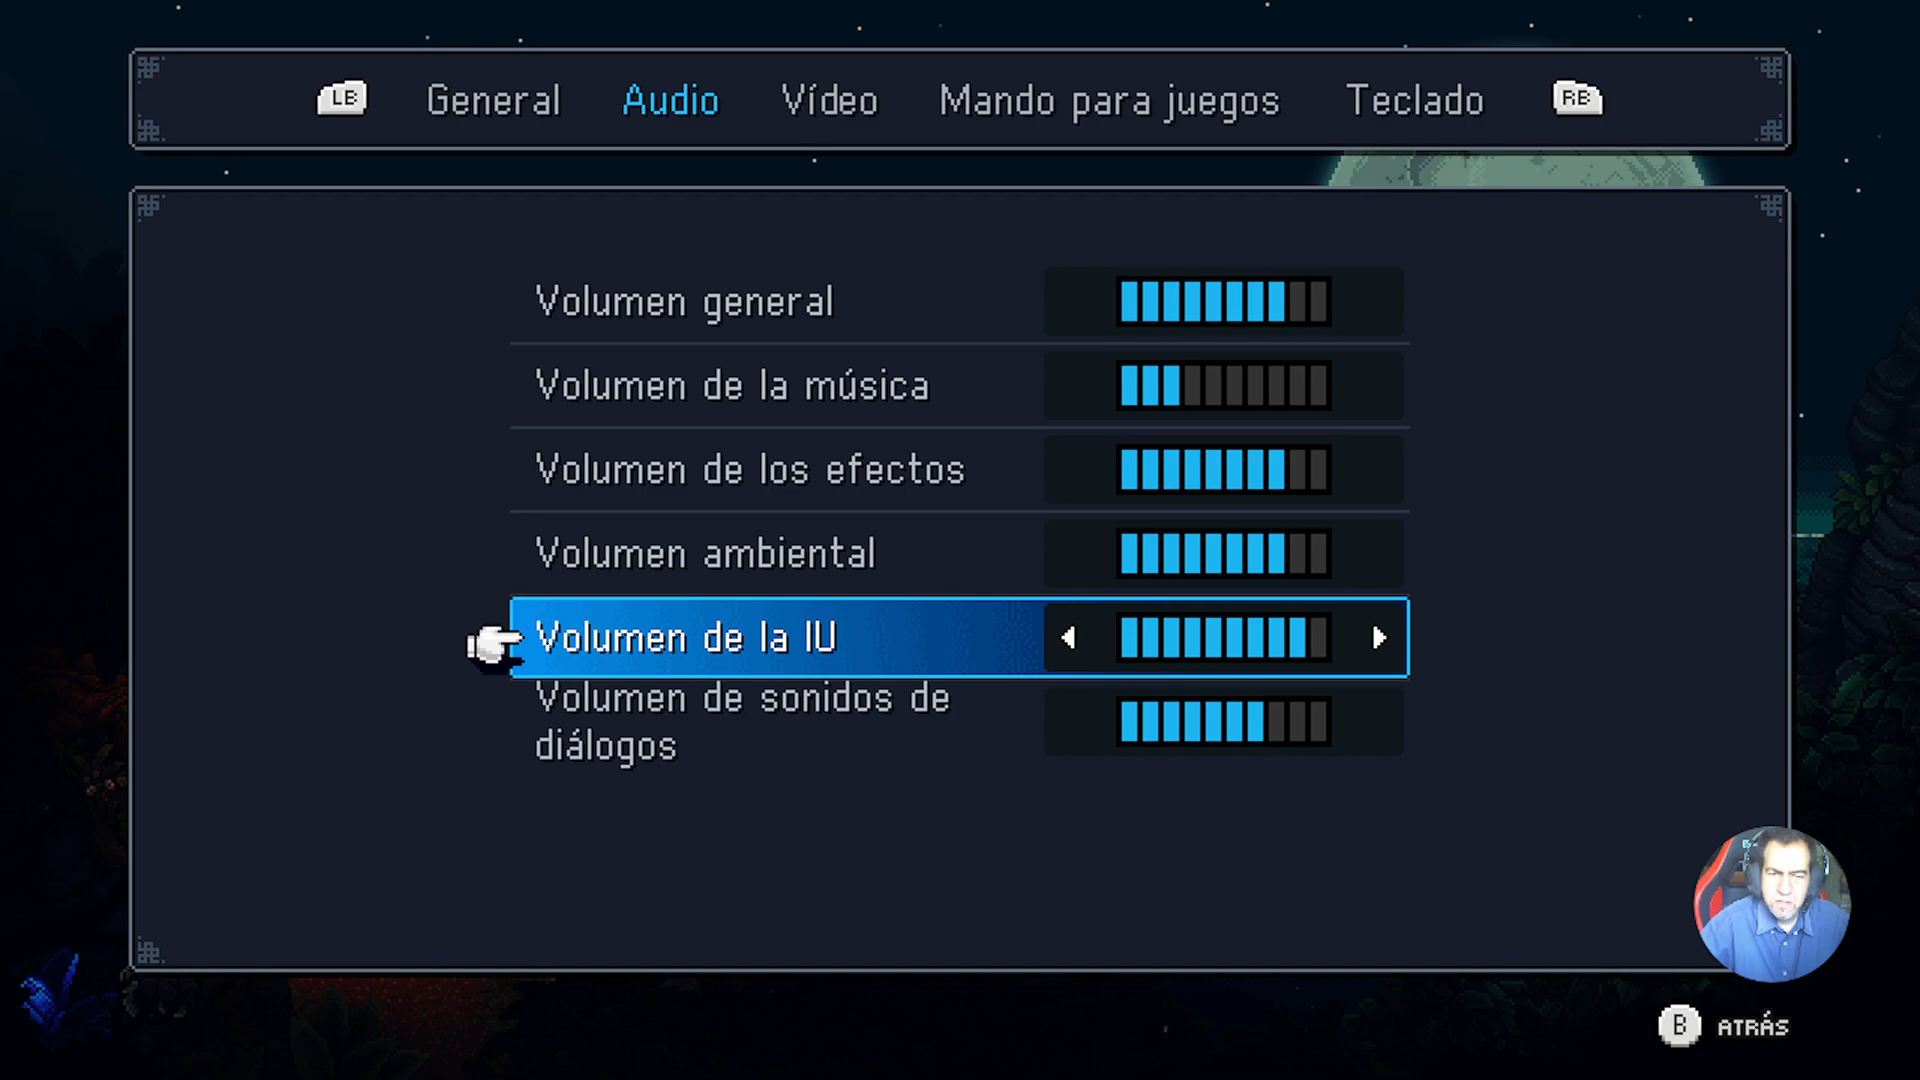 LB General Audio Vídeo Mando para juegos Teclado RB
Volumen general
Volumen de la música
Volumen de los efectos
Volumen ambiental
Volumen de la IU
Volumen de sonidos de
diálogos
B ATRÁS